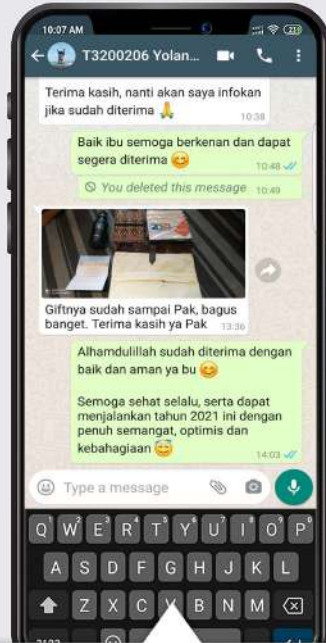 10:07 AM
T3200206 Yolan...
Terima kasih, nanti akan saya infokan
jika sudah diterima 🙏
10:38
Baik ibu semoga berkenan dan dapat
segera diterima 😊
10:48
You deleted this message
10:49
Giftnya sudah sampai Pak, bagus
banget. Terima kasih ya Pak
13:36
Alhamdulillah sudah diterima dengan
baik dan aman ya bu 😊
Semoga sehat selalu, serta dapat
menjalankan tahun 2021 ini dengan
penuh semangat, optimis dan
kebahagiaan 😇
14:03
Type a message
Q W E R T Y U I O P
A S D F G H J K L
Z X C V B N M